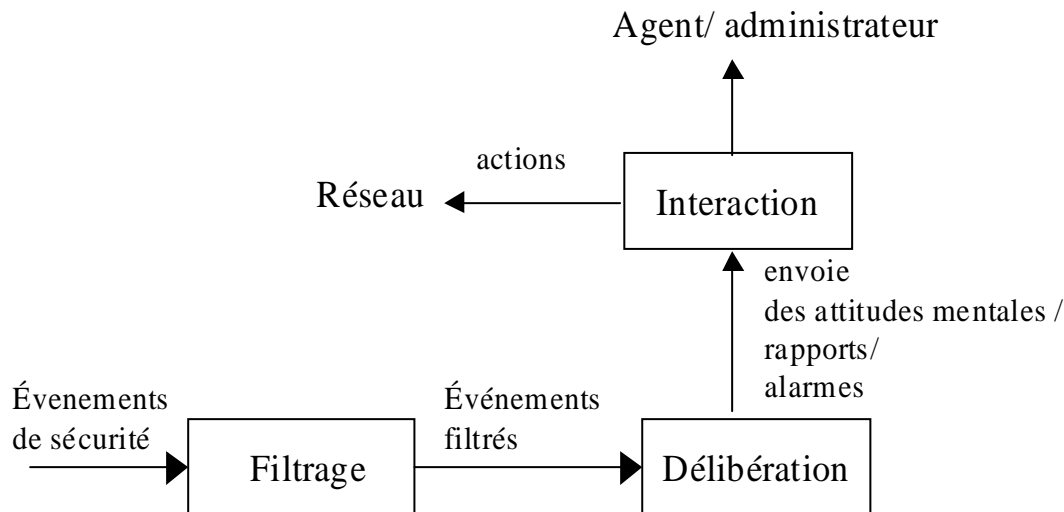 Agent/ administrateur
actions
Réseau
Interaction
envoie
des attitudes mentales /
rapports/
alarmes
Évenements
de sécurité
Événements
filtrés
Filtrage
Délibération